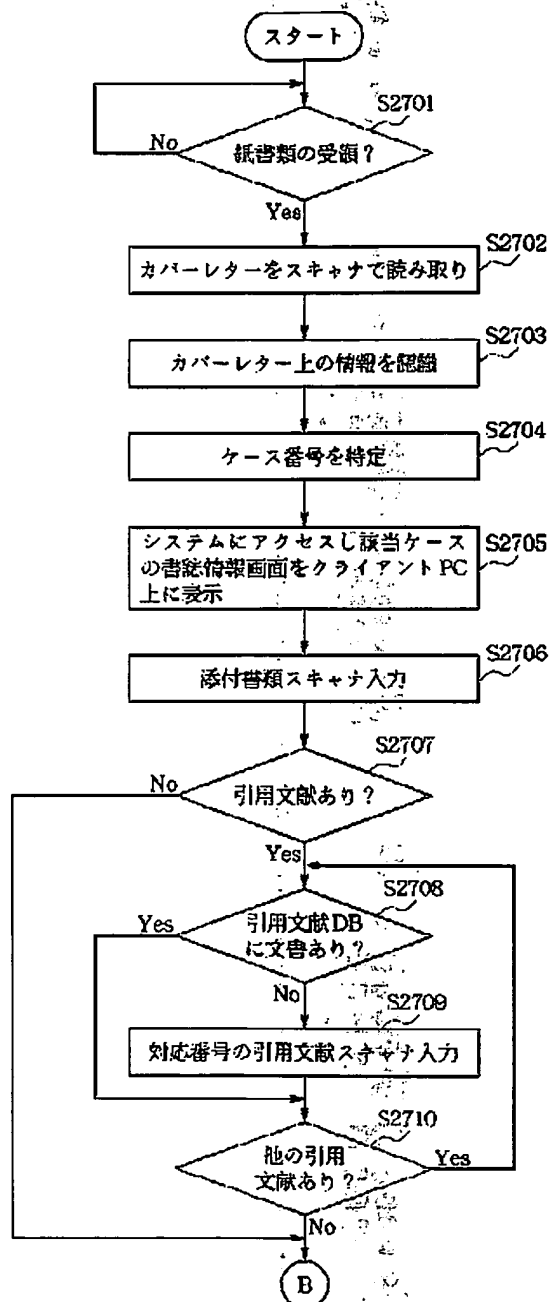 スタート
S2701
紙書類の受領?
No
Yes
S2702
カバーレターをスキャナで読み取り
S2703
カバーレター上の情報を認識
S2704
ケース番号を特定
S2705
システムにアクセスし該当ケース
の書誌情報画面をクライアントPC
上に表示
S2706
添付書類スキャナ入力
S2707
No
引用文献あり?
Yes
S2708
Yes
引用文献DB
に文書あり?
No
S2709
対応番号の引用文献スキャナ入力
S2710
他の引用
文献あり?
Yes
No
B